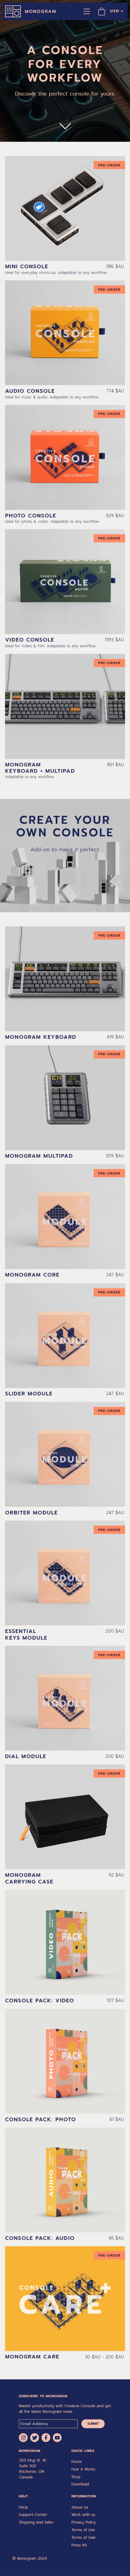 MONOGRAM
USD
A CONSOLE
FOR EVERY
WORKFLOW
Discover the perfect console for yours.
PRE-ORDER
MINI CONSOLE
386 $AU
Ideal for everyday shortcuts. Adaptable to any workflow.
PRE-ORDER
CREATIVE
CONSOLE
AUDIO CONSOLE
774 $AU
Ideal for music & audio. Adaptable to any workflow.
PRE-ORDER
CREATIVE
CONSOLE
PHOTO CONSOLE
929 $AU
Ideal for photo & video. Adaptable to any workflow.
PRE-ORDER
CREATIVE
CONSOLE
MASTER
VIDEO CONSOLE
1393 $AU
Ideal for Video & Film. Adaptable to any workflow.
PRE-ORDER
MONOGRAM
KEYBOARD + MULTIPAD
851 $AU
Adaptable to any workflow.
CREATE YOUR
OWN CONSOLE
Add-on to make it perfect.
PRE-ORDER
MONOGRAM KEYBOARD
619 $AU
PRE-ORDER
MONOGRAM MULTIPAD
309 $AU
PRE-ORDER
MODULE
MONOGRAM CORE
247 $AU
PRE-ORDER
MODULE
SLIDER MODULE
247 $AU
PRE-ORDER
MODULE
ORBITER MODULE
247 $AU
PRE-ORDER
MODULE
ESSENTIAL
KEYS MODULE
200 $AU
PRE-ORDER
MODULE
DIAL MODULE
200 $AU
PRE-ORDER
MONOGRAM
CARRYING CASE
92 $AU
VIDEO
PACK
CONSOLE PACK: VIDEO
107 $AU
PHOTO
PACK
CONSOLE PACK: PHOTO
61 $AU
AUDIO
PACK
CONSOLE PACK: AUDIO
45 $AU
PRE-ORDER
CONSOLE
CARE
MONOGRAM CARE
30 $AU - 200 $AU
SUBSCRIBE TO MONOGRAM
Master productivity with Creative Console and get
all the latest Monogram news.
Email Address
SUBMIT
MONOGRAM
305 King St. W.
Suite 502
Kitchener, ON
Canada
QUICK LINKS
Home
How it Works
Shop
Download
HELP
FAQs
Support Center
Shipping and Sales
INFORMATION
About Us
Work with us
Privacy Policy
Terms of Use
Terms of Sale
Press Kit
© Monogram 2024